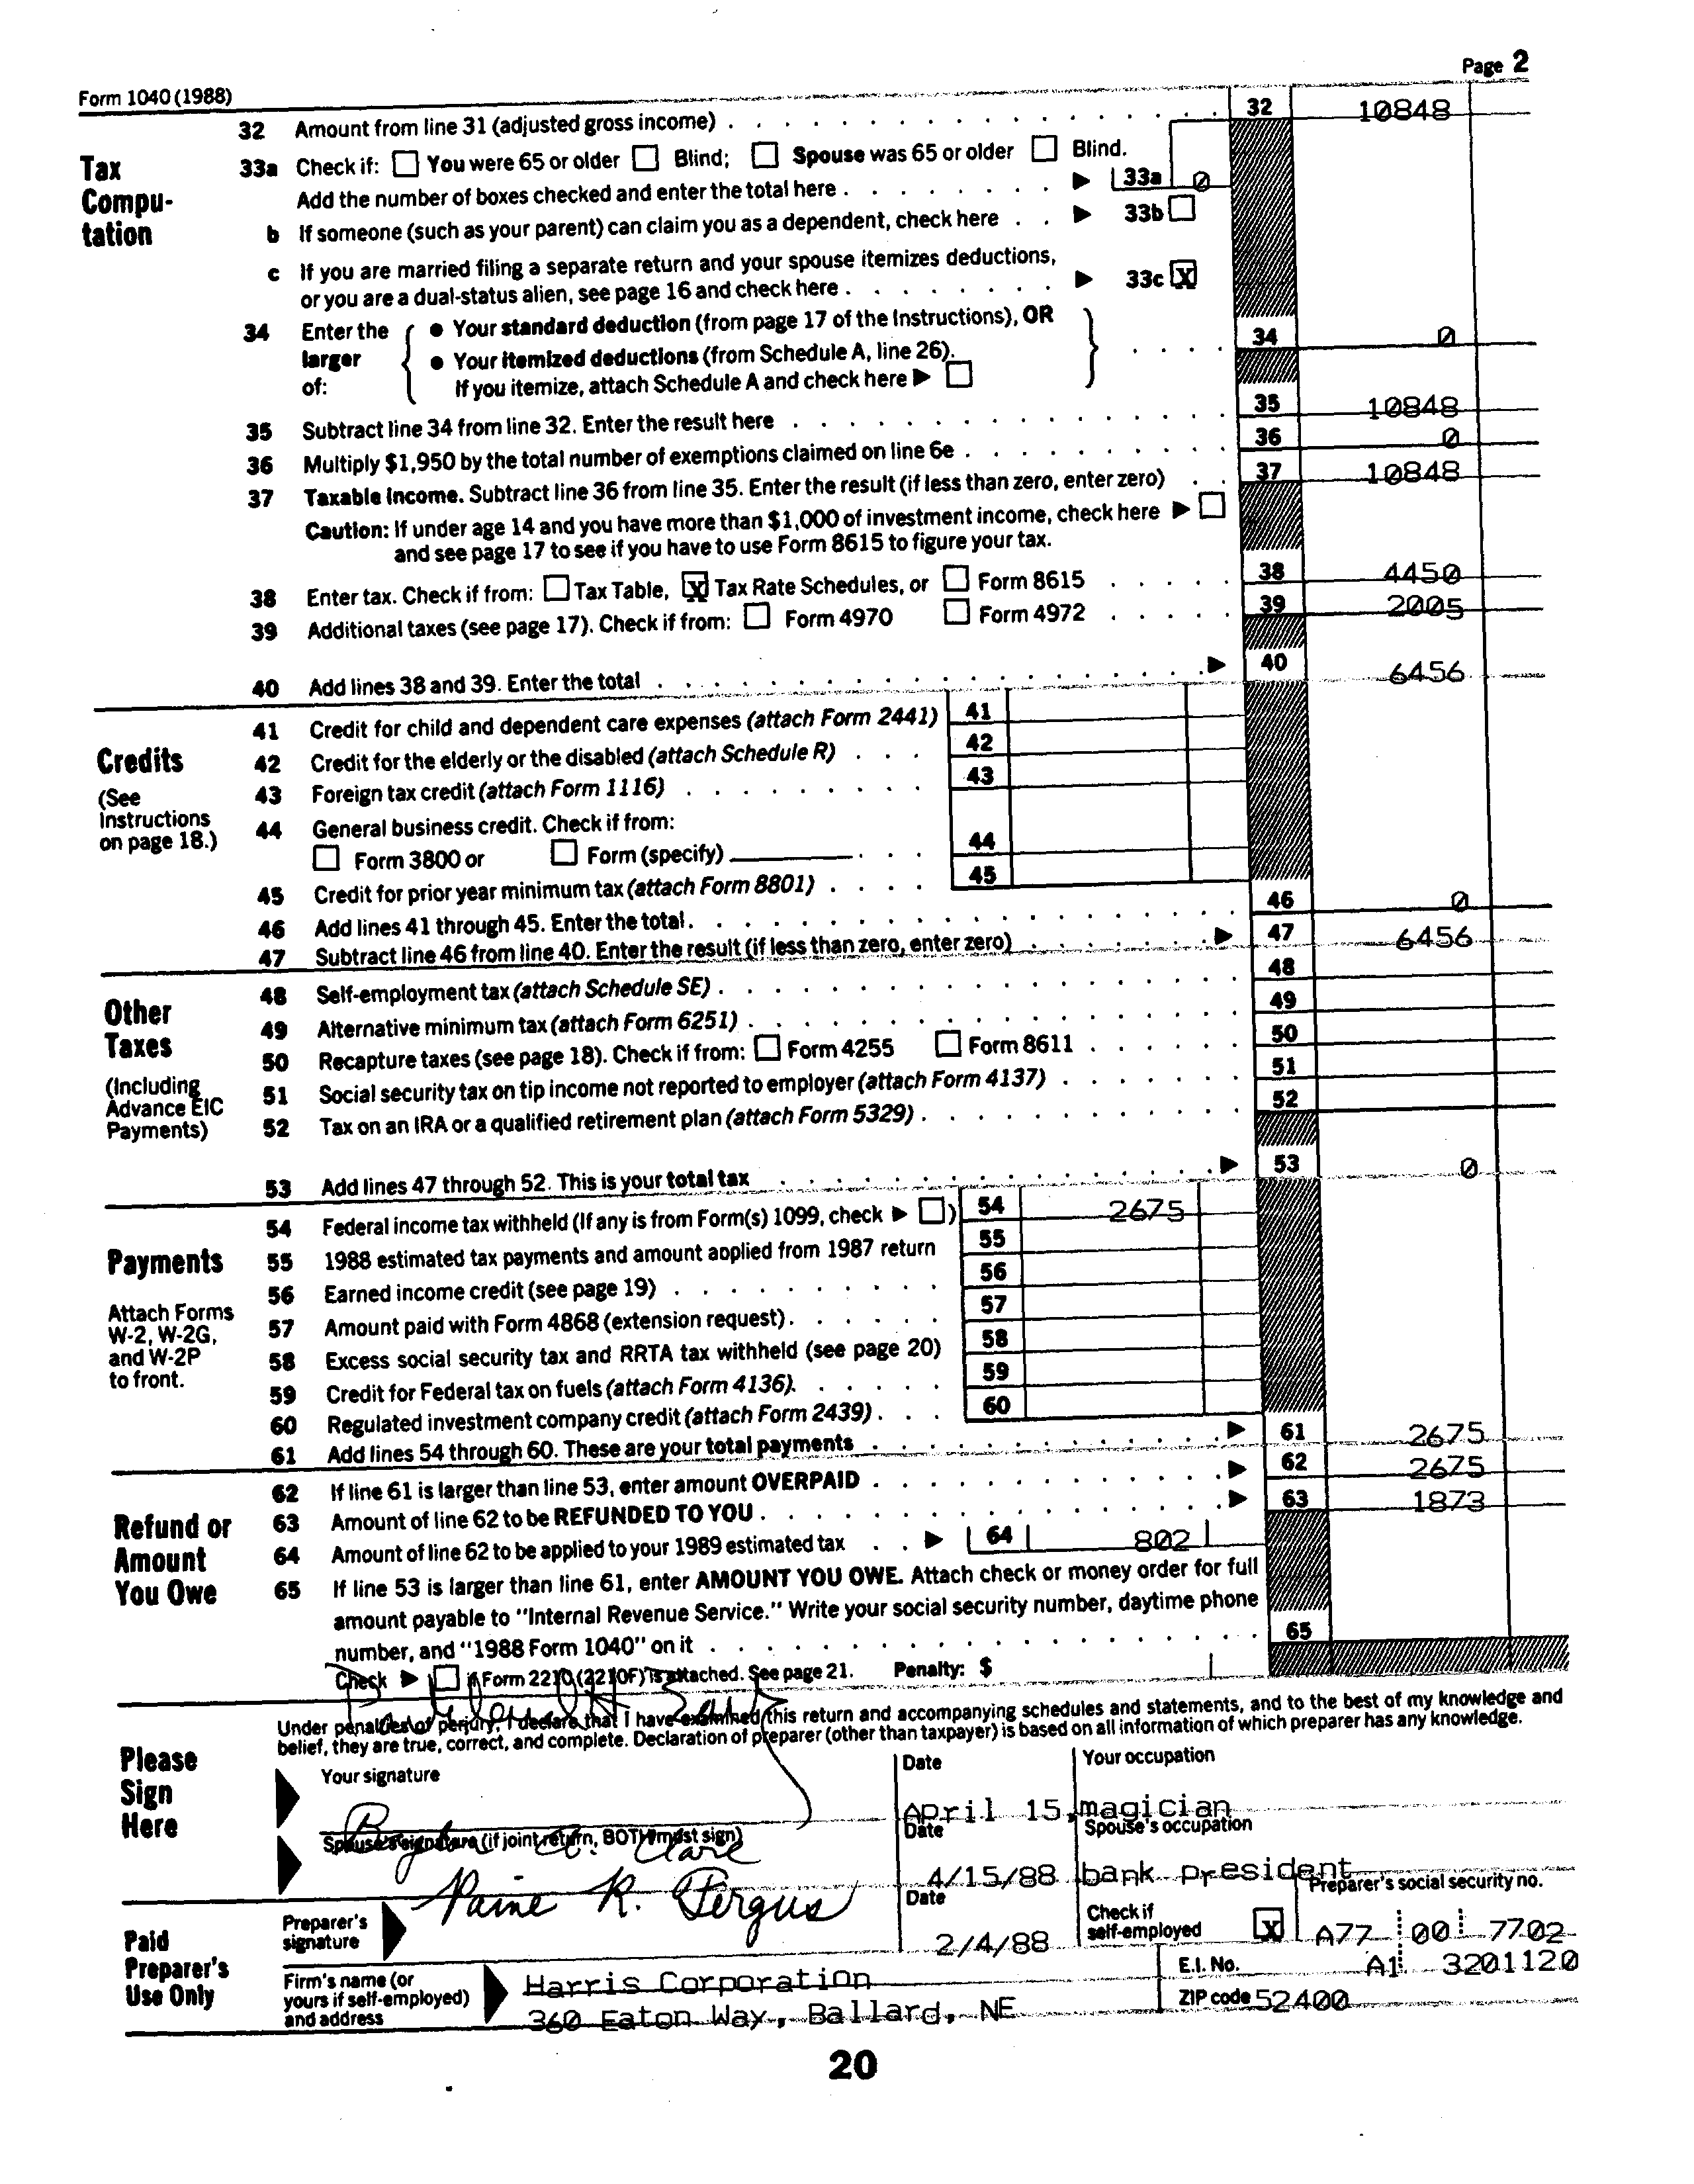 Form 1040 (1988) Page 2
32 Amount from line 31 (adjusted gross income) 32 10848
Tax Compu-tation
33a Check if: You were 65 or older Blind; Spouse was 65 or older Blind.
Add the number of boxes checked and enter the total here 33a 0
b If someone (such as your parent) can claim you as a dependent, check here 33b
c If you are married filing a separate return and your spouse itemizes deductions,
or you are a dual-status alien, see page 16 and check here 33c X
34 Enter the larger of:
● Your standard deduction (from page 17 of the Instructions), OR
● Your itemized deductions (from Schedule A, line 26).
If you itemize, attach Schedule A and check here
34 0
35 Subtract line 34 from line 32. Enter the result here 35 10848
36 Multiply $1,950 by the total number of exemptions claimed on line 6e 36 0
37 Taxable income. Subtract line 36 from line 35. Enter the result (if less than zero, enter zero) 37 10848
Caution: If under age 14 and you have more than $1,000 of investment income, check here
and see page 17 to see if you have to use Form 8615 to figure your tax.
38 Enter tax. Check if from: Tax Table, X Tax Rate Schedules, or Form 8615 38 4450
39 Additional taxes (see page 17). Check if from: Form 4970 Form 4972 39 2005
40 Add lines 38 and 39. Enter the total 40 6456
Credits
(See Instructions on page 18.)
41 Credit for child and dependent care expenses (attach Form 2441) 41
42 Credit for the elderly or the disabled (attach Schedule R) 42
43 Foreign tax credit (attach Form 1116) 43
44 General business credit. Check if from:
Form 3800 or Form (specify) 44
45 Credit for prior year minimum tax (attach Form 8801) 45
46 Add lines 41 through 45. Enter the total 46 0
47 Subtract line 46 from line 40. Enter the result (if less than zero, enter zero) 47 6456
Other Taxes
(Including Advance EIC Payments)
48 Self-employment tax (attach Schedule SE) 48
49 Alternative minimum tax (attach Form 6251) 49
50 Recapture taxes (see page 18). Check if from: Form 4255 Form 8611 50
51 Social security tax on tip income not reported to employer (attach Form 4137) 51
52 Tax on an IRA or a qualified retirement plan (attach Form 5329) 52
53 Add lines 47 through 52. This is your total tax 53 0
Payments
Attach Forms W-2, W-2G, and W-2P to front.
54 Federal income tax withheld (If any is from Form(s) 1099, check ) 54 2675
55 1988 estimated tax payments and amount applied from 1987 return 55
56 Earned income credit (see page 19) 56
57 Amount paid with Form 4868 (extension request) 57
58 Excess social security tax and RRTA tax withheld (see page 20) 58
59 Credit for Federal tax on fuels (attach Form 4136). 59
60 Regulated investment company credit (attach Form 2439) 60
61 Add lines 54 through 60. These are your total payments 61 2675
Refund or Amount You Owe
62 If line 61 is larger than line 53, enter amount OVERPAID 62 2675
63 Amount of line 62 to be REFUNDED TO YOU 63 1873
64 Amount of line 62 to be applied to your 1989 estimated tax 64 802
65 If line 53 is larger than line 61, enter AMOUNT YOU OWE. Attach check or money order for full
amount payable to "Internal Revenue Service." Write your social security number, daytime phone
number, and "1988 Form 1040" on it 65
Check if Form 2210 (2210F) is attached. See page 21. Penalty: $
Please Sign Here
Under penalties of perjury, I declare that I have examined this return and accompanying schedules and statements, and to the best of my knowledge and
belief, they are true, correct, and complete. Declaration of preparer (other than taxpayer) is based on all information of which preparer has any knowledge.
Your signature Date April 15, Your occupation magician
Spouse's signature (if joint return, BOTH must sign) Date 4/15/88 Spouse's occupation bank president
Clare
Paid Preparer's Use Only
Preparer's signature Paine R. Fergus Date 2/4/88 Check if self-employed X Preparer's social security no. A77 00 7702
Firm's name (or yours if self-employed) and address Harris Corporation E.I. No. A1 3201120
360 Eaton Way, Ballard, NE ZIP code 52400
20